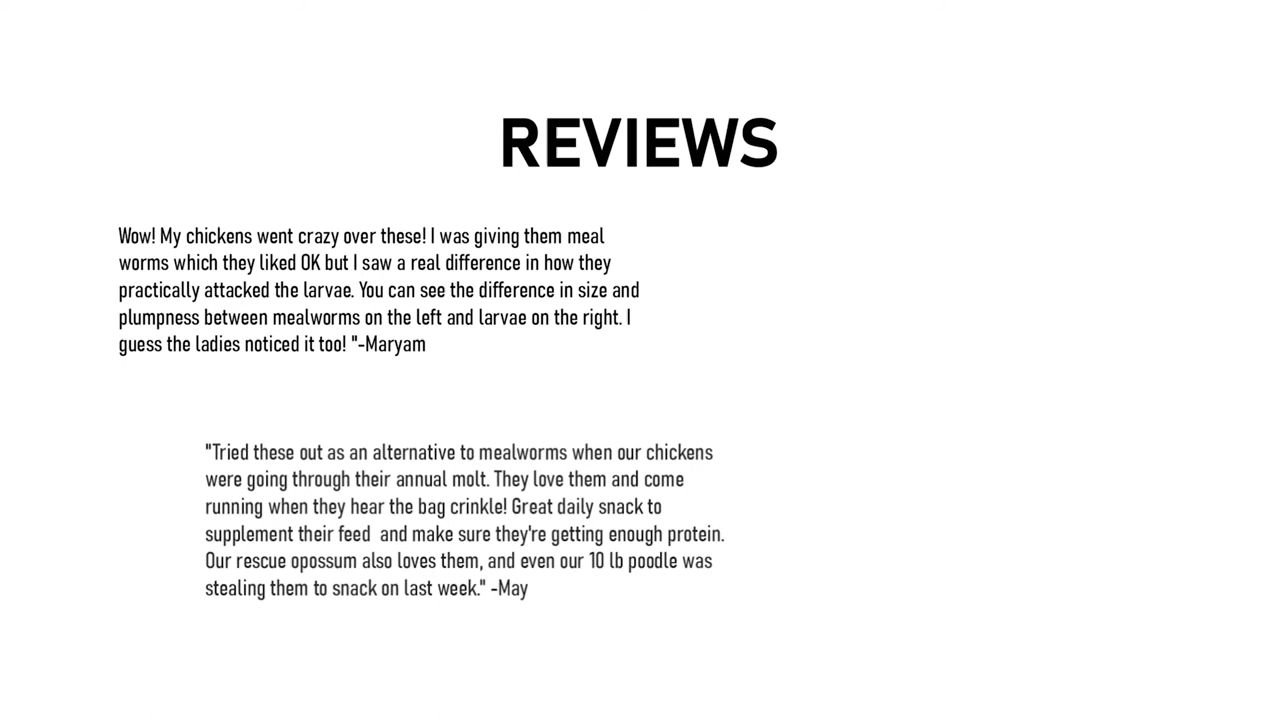 REVIEWS
Wow! My chickens went crazy over these! I was giving them meal
worms which they liked OK but I saw a real difference in how they
practically attacked the larvae. You can see the difference in size and
plumpness between mealworms on the left and larvae on the right. I
guess the ladies noticed it too! "-Maryam
"Tried these out as an alternative to mealworms when our chickens
were going through their annual molt. They love them and come
running when they hear the bag crinkle! Great daily snack to
supplement their feed  and make sure they're getting enough protein.
Our rescue opossum also loves them, and even our 10 lb poodle was
stealing them to snack on last week." -May